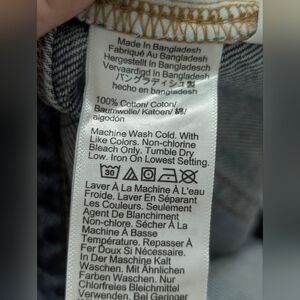 Made In Bangladesh
Fabriqué En Bangladesh
Hergestellt In Bangladesh
Vervaardigd In Bangladesh
バングラディシュ製
hecho en bangladesh
100% Cotton/ Coton/
Baumwolle/ Katoen/ 綿/
algodón
Machine Wash Cold. With
Like Colors. Non-chlorine
Bleach Only. Tumble Dry
Low. Iron On Lowest Setting.
30
Laver À La Machine À L'eau
Froide. Laver En Séparant
Les Couleurs. Seulement
Agent De Blanchiment
Non-chlore. Sécher À La
Machine À Basse
Température. Repasser À
Fer Doux Si Nécessaire.
In Der Maschine Kalt
Waschen. Mit Ähnlichen
Farben Waschen. Nur
Chlorfreies Bleichmittel
Verwenden. Bei Geringer